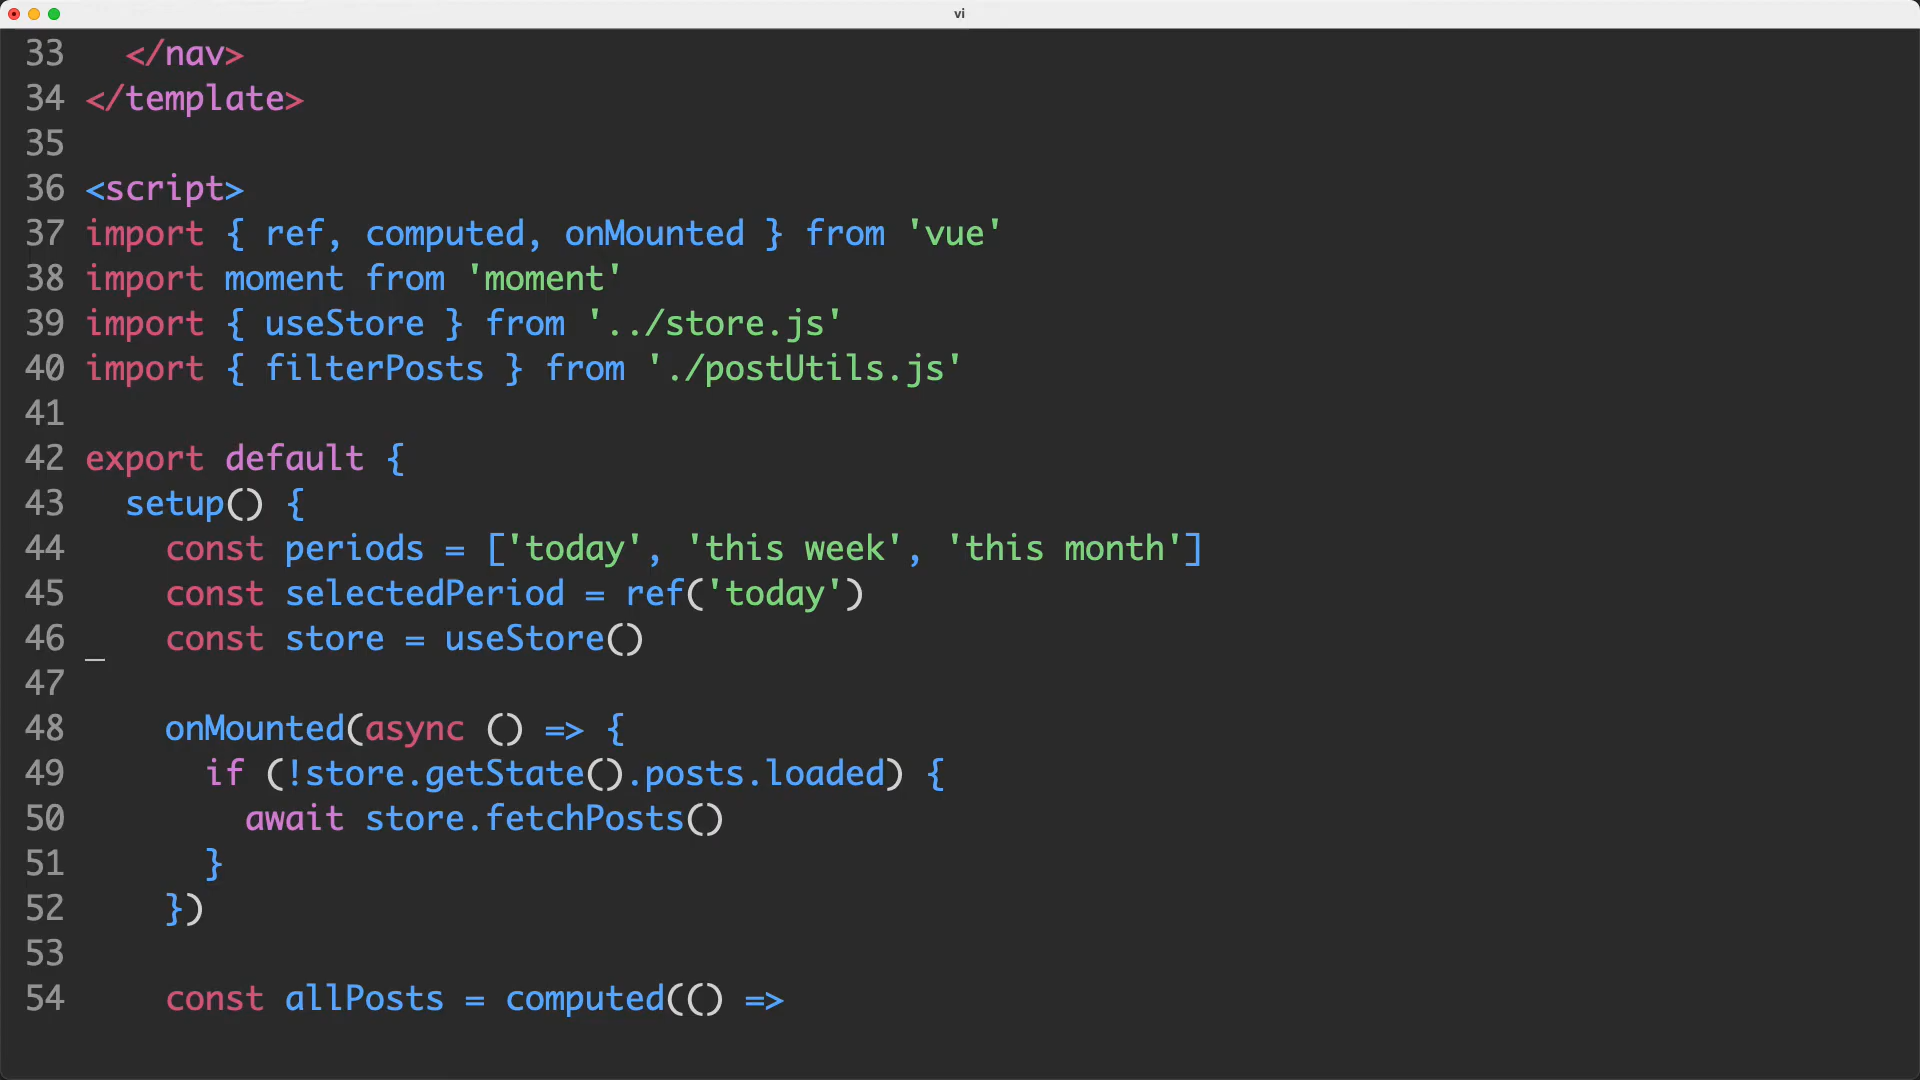 vi
33   </nav>
34 </template>
35
36 <script>
37 import { ref, computed, onMounted } from 'vue'
38 import moment from 'moment'
39 import { useStore } from '../store.js'
40 import { filterPosts } from './postUtils.js'
41
42 export default {
43   setup() {
44     const periods = ['today', 'this week', 'this month']
45     const selectedPeriod = ref('today')
46     const store = useStore()
47
48     onMounted(async () => {
49       if (!store.getState().posts.loaded) {
50         await store.fetchPosts()
51       }
52     })
53
54     const allPosts = computed(() =>